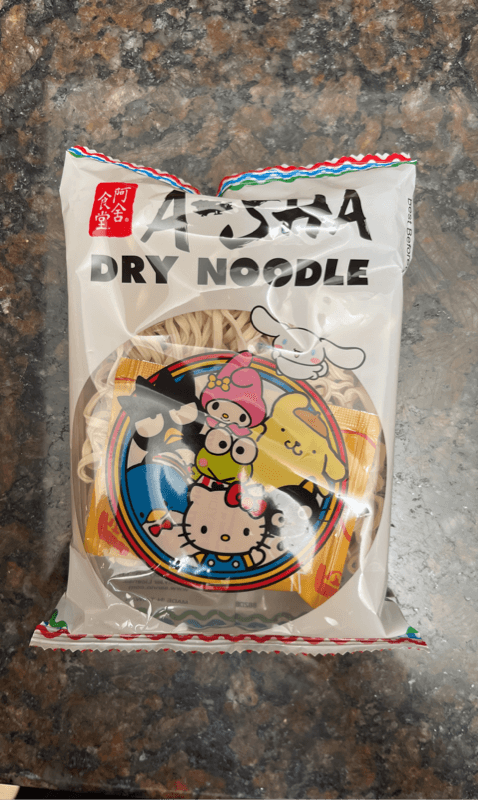 阿舍
食堂
A-SHA
DRY NOODLE
Best Before